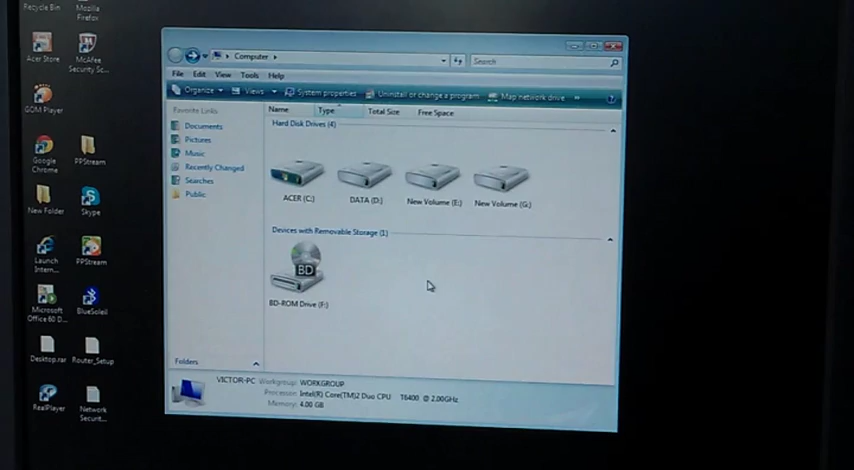 Recycle Bin
Mozilla
Firefox
Acer Store
McAfee
Security Sc...
GOM Player
Google
Chrome
PPStream
New Folder
Skype
Launch
Intern...
PPStream
Microsoft
Office 60 D...
BlueSoleil
Desktop.rar
Router_Setup
RealPlayer
Network
Securit...
Computer
Search
File Edit View Tools Help
Organize Views System properties Uninstall or change a program Map network drive »
Favorite Links
Documents
Pictures
Music
Recently Changed
Searches
Public
Folders
Name Type Total Size Free Space
Hard Disk Drives (4)
ACER (C:) DATA (D:) New Volume (E:) New Volume (G:)
Devices with Removable Storage (1)
BD
BD-ROM Drive (F:)
VICTOR-PC Workgroup: WORKGROUP
Processor: Intel(R) Core(TM)2 Duo CPU T6400 @ 2.00GHz
Memory: 4.00 GB